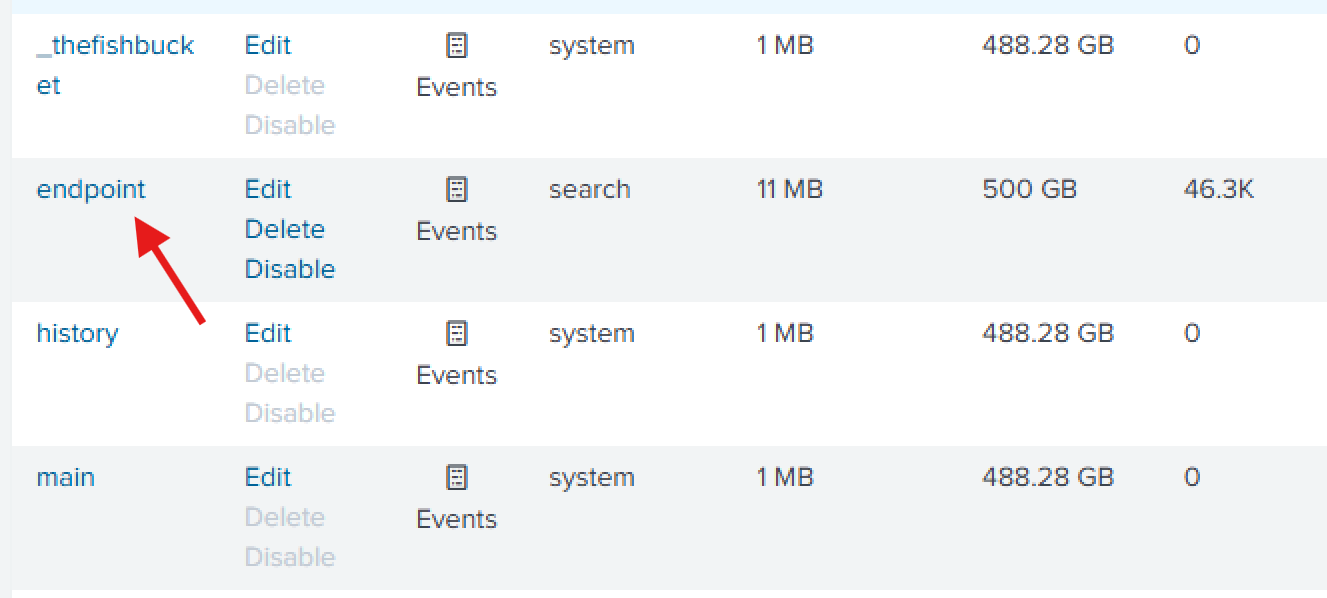 _thefishbuck Edit system 1 MB 488.28 GB 0
et Delete Events
Disable
endpoint Edit search 11 MB 500 GB 46.3K
Delete Events
Disable
history Edit system 1 MB 488.28 GB 0
Delete Events
Disable
main Edit system 1 MB 488.28 GB 0
Delete Events
Disable